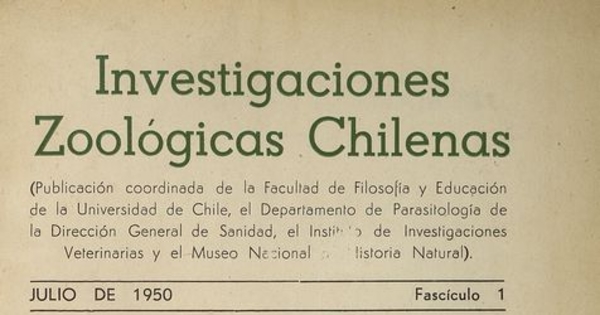 Investigaciones
Zoológicas Chilenas
(Publicación coordinada de la Facultad de Filosofía y Educación
de la Universidad de Chile, el Departamento de Parasitología de
la Dirección General de Sanidad, el de Investigaciones
Veterinarias y el Museo Nacional Historia Natural).
JULIO DE 1950 Fascículo 1